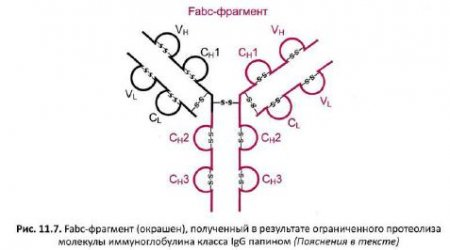 Fabc-фрагмент
VH
VH
CH1
CH1
VL
VL
CL
CL
-s-s-
CH2
CH2
CH3
CH3
Рис. 11.7. Fabc-фрагмент (окрашен), полученный в результате ограниченного протеолиза
молекулы иммуноглобулина класса IgG папином (Пояснения в тексте)